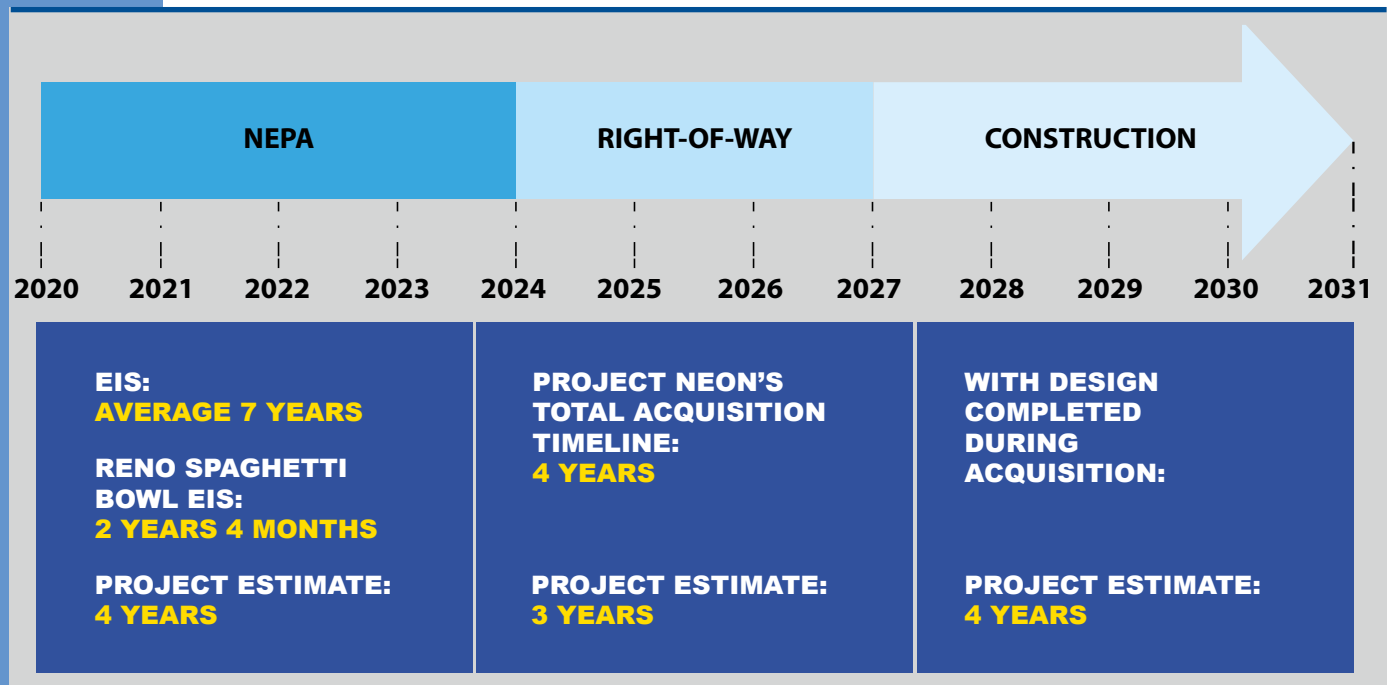 NEPA
RIGHT-OF-WAY
CONSTRUCTION
2020 2021 2022 2023 2024 2025 2026 2027 2028 2029 2030 2031
EIS:
AVERAGE 7 YEARS
RENO SPAGHETTI
BOWL EIS:
2 YEARS 4 MONTHS
PROJECT ESTIMATE:
4 YEARS
PROJECT NEON’S
TOTAL ACQUISITION
TIMELINE:
4 YEARS
PROJECT ESTIMATE:
3 YEARS
WITH DESIGN
COMPLETED
DURING
ACQUISITION:
PROJECT ESTIMATE:
4 YEARS